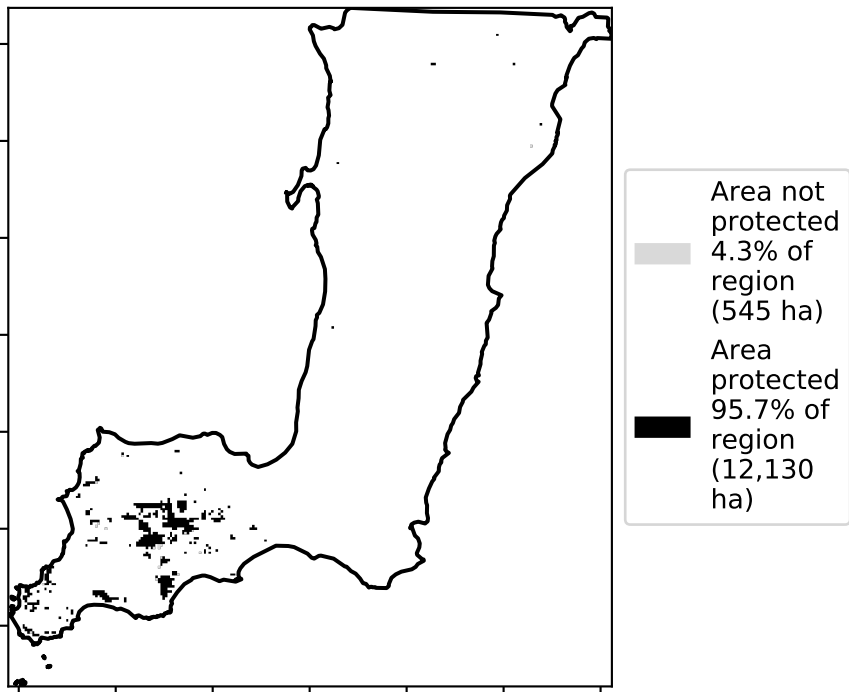 Area not
protected
4.3% of
region
(545 ha)
Area
protected
95.7% of
region
(12,130
ha)